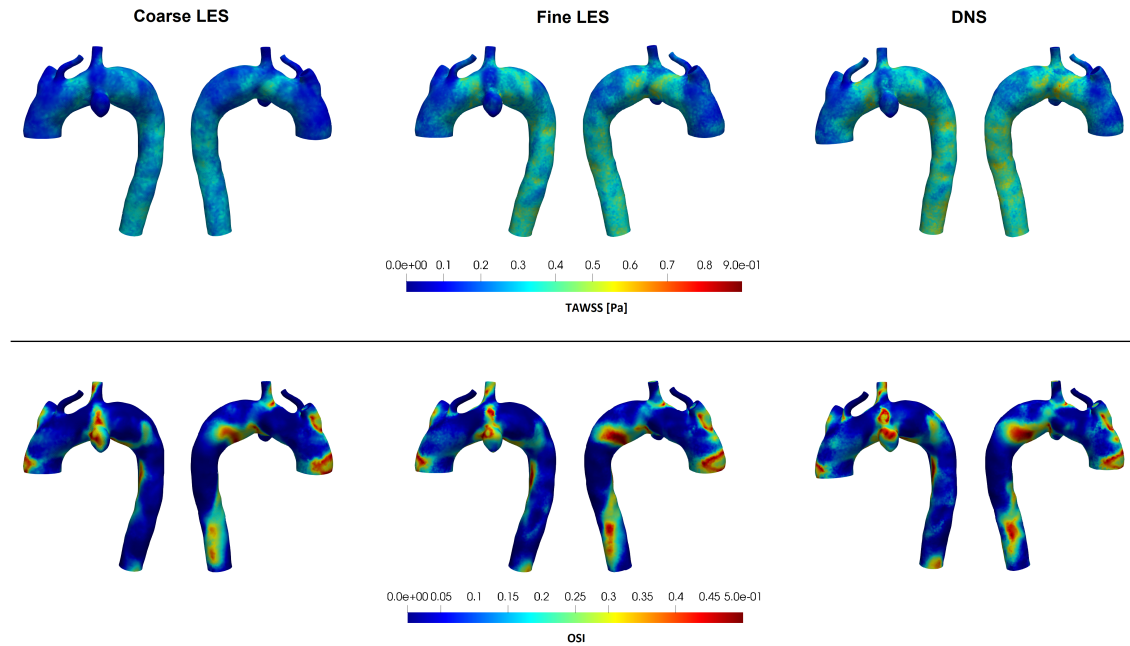 Coarse LES Fine LES DNS
0.0e+00 0.1 0.2 0.3 0.4 0.5 0.6 0.7 0.8 9.0e-01
TAWSS [Pa]
0.0e+00 0.05 0.1 0.15 0.2 0.25 0.3 0.35 0.4 0.45 5.0e-01
OSI